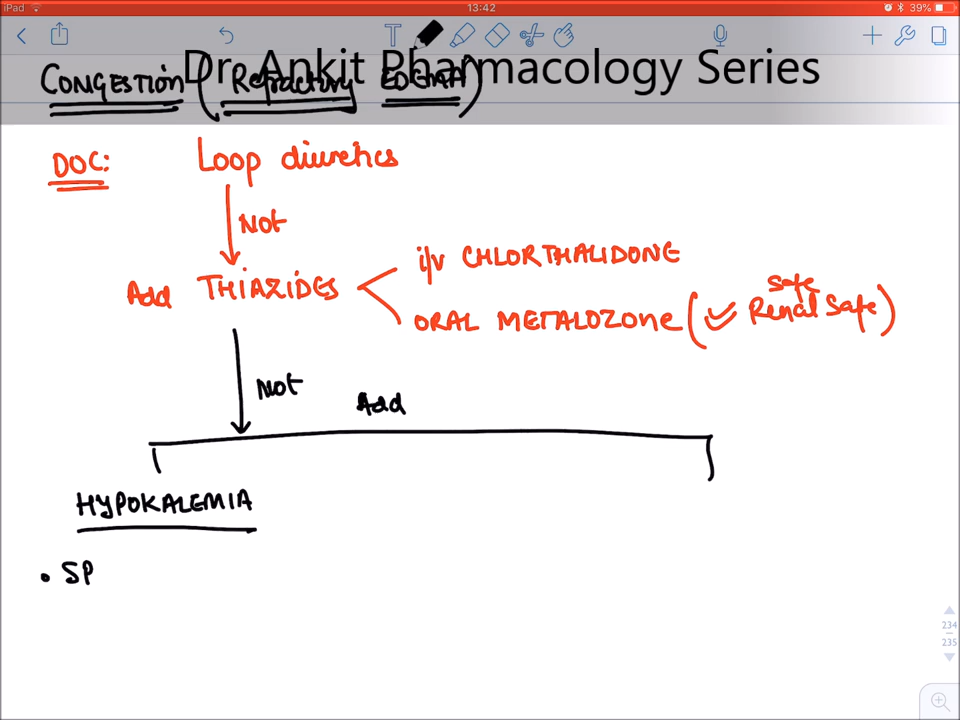 iPad 13:42 39%
T
Dr. Ankit Pharmacology Series
CONGESTION (Refractory EDEMA)
DOC: Loop diuretics
Not
Add THIAZIDES
i/v CHLORTHALIDONE
ORAL METALOZONE (Renal Safe)
safe
Not
Add
HYPOKALEMIA
• SP
234
235